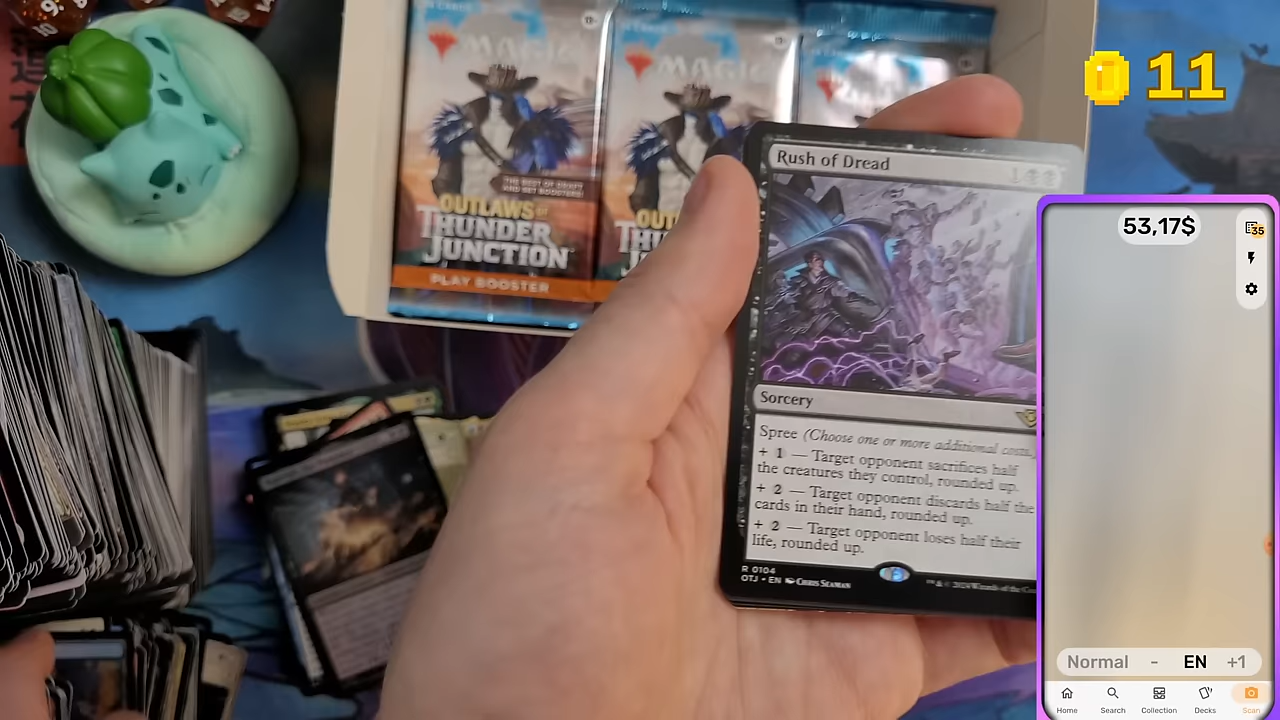 MAGIC
THE BEST OF DRAFT
AND SET BOOSTERS!
OUTLAWS of
THUNDER
JUNCTION
PLAY BOOSTER
MAGIC
11
Rush of Dread
1
Sorcery
Spree (Choose one or more additional costs.
+ 1 — Target opponent sacrifices half
the creatures they control, rounded up.
+ 2 — Target opponent discards half the
cards in their hand, rounded up.
+ 2 — Target opponent loses half their
life, rounded up.
R 0104
OTJ • EN CHRIS SEAMAN
™ & © 2024 Wizards of the
53,17$
35
Normal - EN +1
Home Search Collection Decks Scan